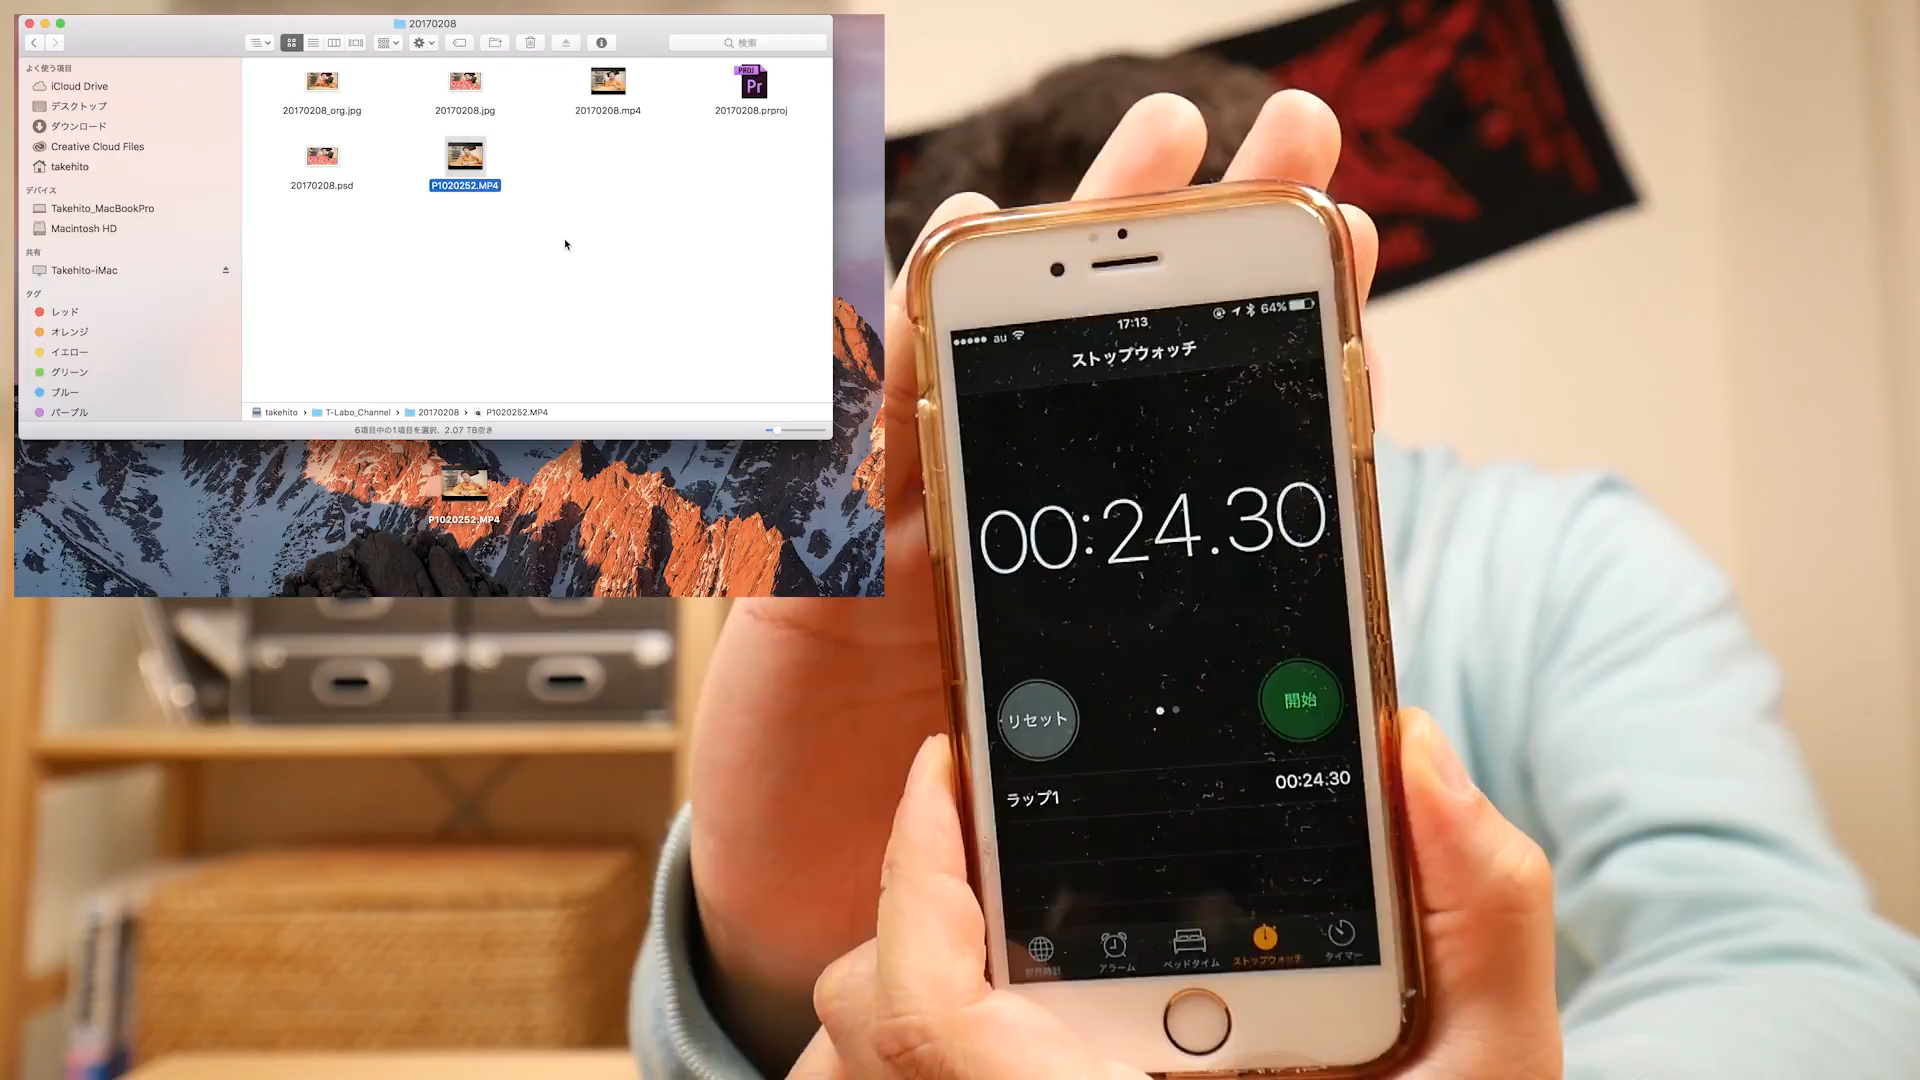 20170208
検索
よく使う項目
iCloud Drive
デスクトップ
ダウンロード
Creative Cloud Files
takehito
デバイス
Takehito_MacBookPro
Macintosh HD
共有
Takehito-iMac
タグ
レッド
オレンジ
イエロー
グリーン
ブルー
パープル
20170208_org.jpg
20170208.jpg
20170208.mp4
PROJ
Pr
20170208.prproj
20170208.psd
P1020252.MP4
takehito › T-Labo_Channel › 20170208 › P1020252.MP4
6項目中の1項目を選択、2.07 TB空き
P1020252.MP4
au 17:13 64%
ストップウォッチ
00:24.30
リセット
開始
ラップ1 00:24.30
世界時計 アラーム ベッドタイム ストップウォッチ タイマー